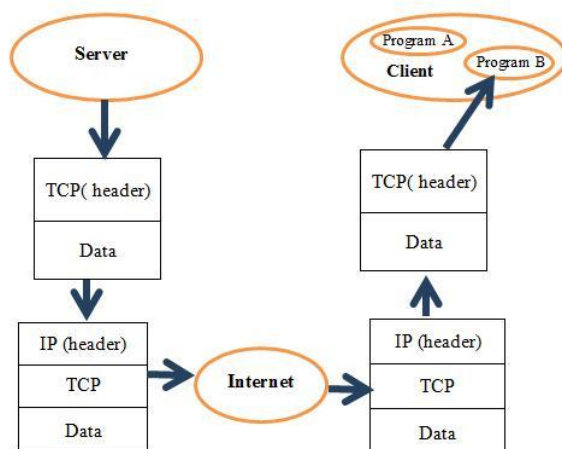 Server
TCP( header)
Data
IP (header)
TCP
Data
Internet
Program A
Program B
Client
TCP( header)
Data
IP (header)
TCP
Data